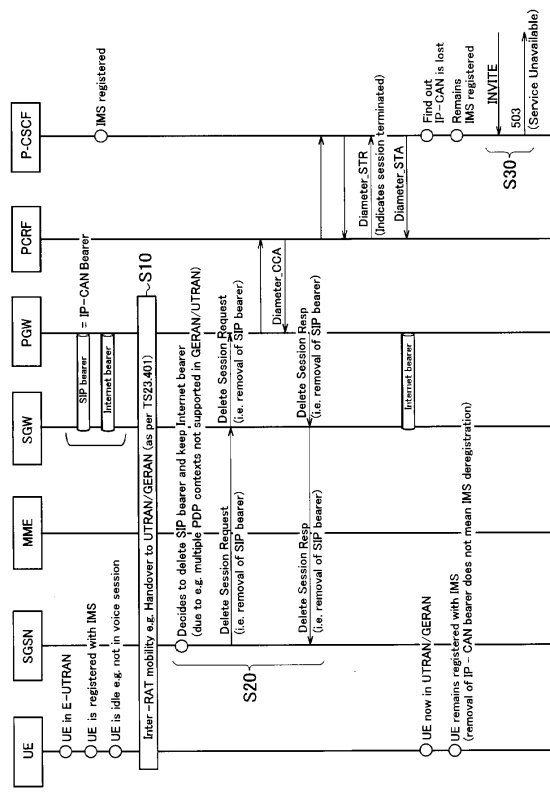 UE
SGSN
MME
SGW
PGW
PCRF
P-CSCF
UE in E-UTRAN
UE is registered with IMS
UE is idle e.g. not in voice session
SIP bearer
Internet bearer
= IP-CAN Bearer
IMS registered
Inter-RAT mobility e.g. Handover to UTRAN/GERAN (as per TS23.401)
S10
Decides to delete SIP bearer and keep Internet bearer
(due to e.g. multiple PDP contexts not supported in GERAN/UTRAN)
Delete Session Request
(i.e. removal of SIP bearer)
Delete Session Request
(i.e. removal of SIP bearer)
S20
Diameter_CCA
Delete Session Resp
(i.e. removal of SIP bearer)
Delete Session Resp
(i.e. removal of SIP bearer)
Diameter_STR
(Indicates session terminated)
Diameter_STA
Internet bearer
UE now in UTRAN/GERAN
UE remains registered with IMS
(removal of IP-CAN bearer does not mean IMS deregistration)
Find out
IP-CAN is lost
Remains
IMS registered
INVITE
503
(Service Unavailable)
S30